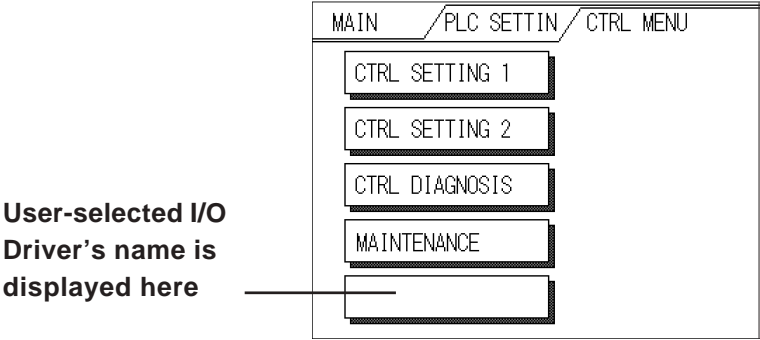 MAIN PLC SETTIN CTRL MENU
CTRL SETTING 1
CTRL SETTING 2
CTRL DIAGNOSIS
MAINTENANCE
User-selected I/O
Driver's name is
displayed here